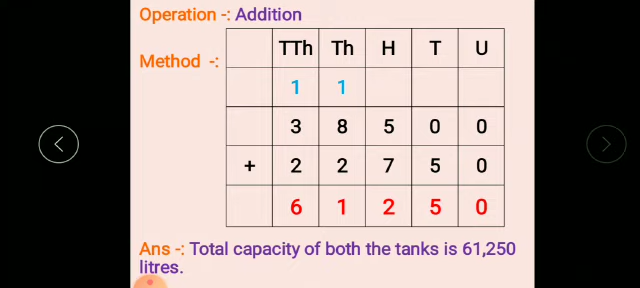 Operation -: Addition
Method -:
TTh Th H T U
1 1
3 8 5 0 0
+ 2 2 7 5 0
6 1 2 5 0
Ans -: Total capacity of both the tanks is 61,250
litres.